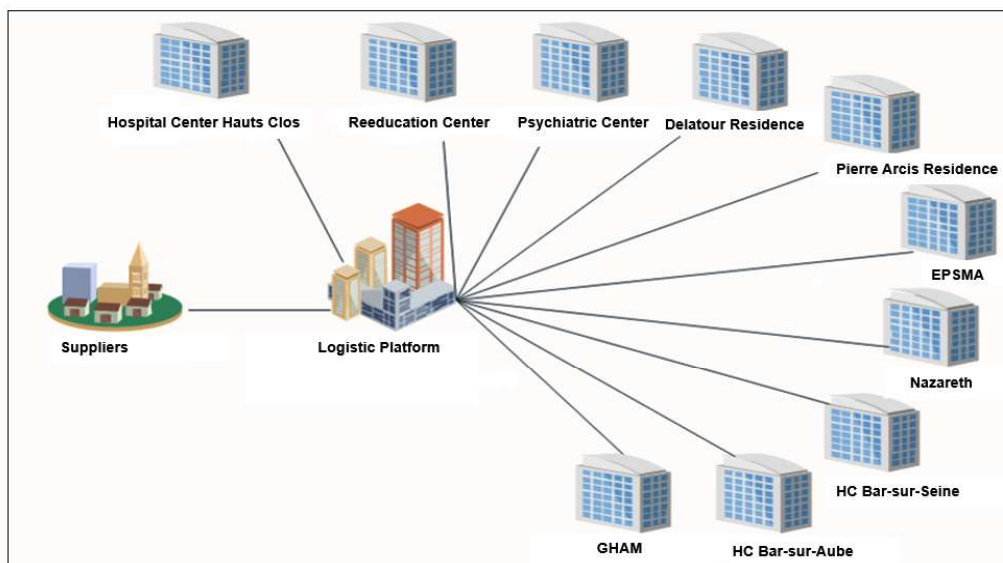 Hospital Center Hauts Clos
Reeducation Center
Psychiatric Center
Delatour Residence
Pierre Arcis Residence
EPSMA
Suppliers
Logistic Platform
Nazareth
HC Bar-sur-Seine
GHAM
HC Bar-sur-Aube